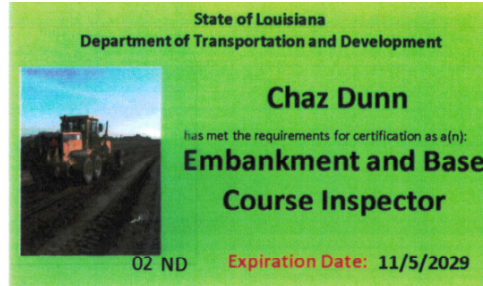 State of Louisiana
Department of Transportation and Development
Chaz Dunn
has met the requirements for certification as a(n):
Embankment and Base
Course Inspector
02 ND
Expiration Date: 11/5/2029